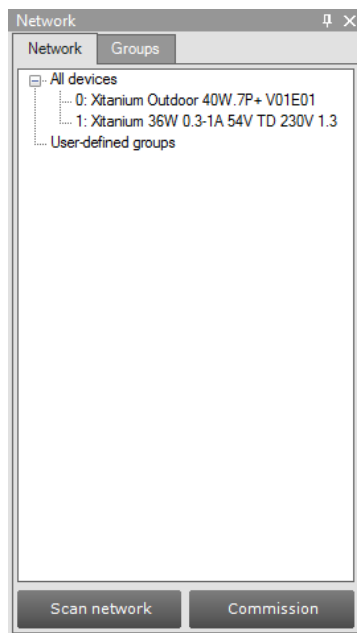 Network
Network Groups
All devices
0: Xitanium Outdoor 40W.7P+ V01E01
1: Xitanium 36W 0.3-1A 54V TD 230V 1.3
User-defined groups
Scan network Commission